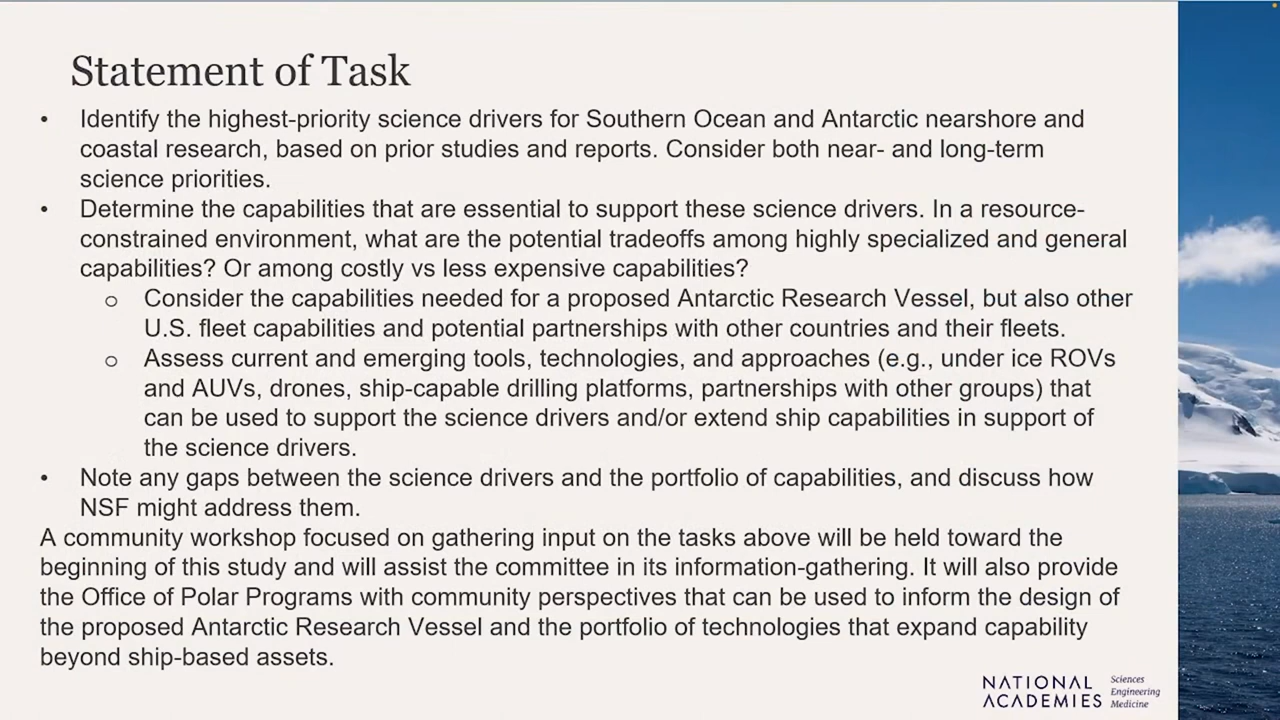 Statement of Task
• Identify the highest-priority science drivers for Southern Ocean and Antarctic nearshore and
coastal research, based on prior studies and reports. Consider both near- and long-term
science priorities.
• Determine the capabilities that are essential to support these science drivers. In a resource-
constrained environment, what are the potential tradeoffs among highly specialized and general
capabilities? Or among costly vs less expensive capabilities?
o Consider the capabilities needed for a proposed Antarctic Research Vessel, but also other
U.S. fleet capabilities and potential partnerships with other countries and their fleets.
o Assess current and emerging tools, technologies, and approaches (e.g., under ice ROVs
and AUVs, drones, ship-capable drilling platforms, partnerships with other groups) that
can be used to support the science drivers and/or extend ship capabilities in support of
the science drivers.
• Note any gaps between the science drivers and the portfolio of capabilities, and discuss how
NSF might address them.
A community workshop focused on gathering input on the tasks above will be held toward the
beginning of this study and will assist the committee in its information-gathering. It will also provide
the Office of Polar Programs with community perspectives that can be used to inform the design of
the proposed Antarctic Research Vessel and the portfolio of technologies that expand capability
beyond ship-based assets.
NATIONAL ACADEMIES
Sciences
Engineering
Medicine